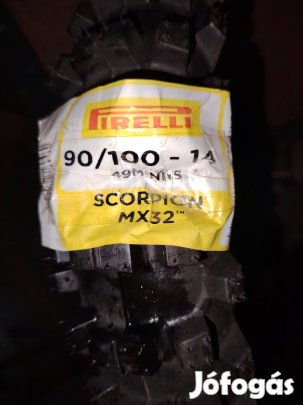 PIRELLI
90/100 - 14
49M NHS
SCORPION
MX32™
Jófogás